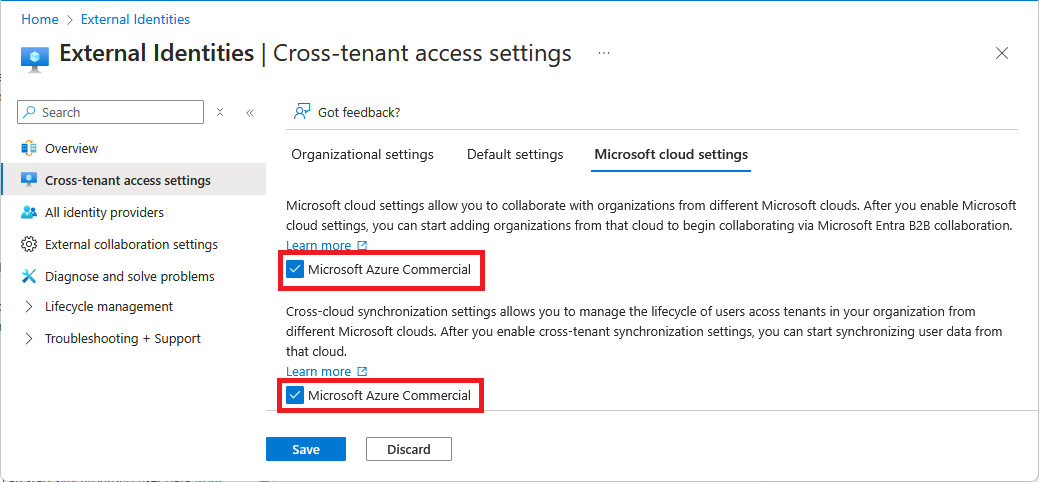 Home > External Identities
External Identities | Cross-tenant access settings ...
Search
Overview
Cross-tenant access settings
All identity providers
External collaboration settings
Diagnose and solve problems
Lifecycle management
Troubleshooting + Support
Got feedback?
Organizational settings Default settings Microsoft cloud settings
Microsoft cloud settings allow you to collaborate with organizations from different Microsoft clouds. After you enable Microsoft
cloud settings, you can start adding organizations from that cloud to begin collaborating via Microsoft Entra B2B collaboration.
Learn more
Microsoft Azure Commercial
Cross-cloud synchronization settings allows you to manage the lifecycle of users acoss tenants in your organization from
different Microsoft clouds. After you enable cross-tenant synchronization settings, you can start synchronizing user data from
that cloud.
Learn more
Microsoft Azure Commercial
Save Discard